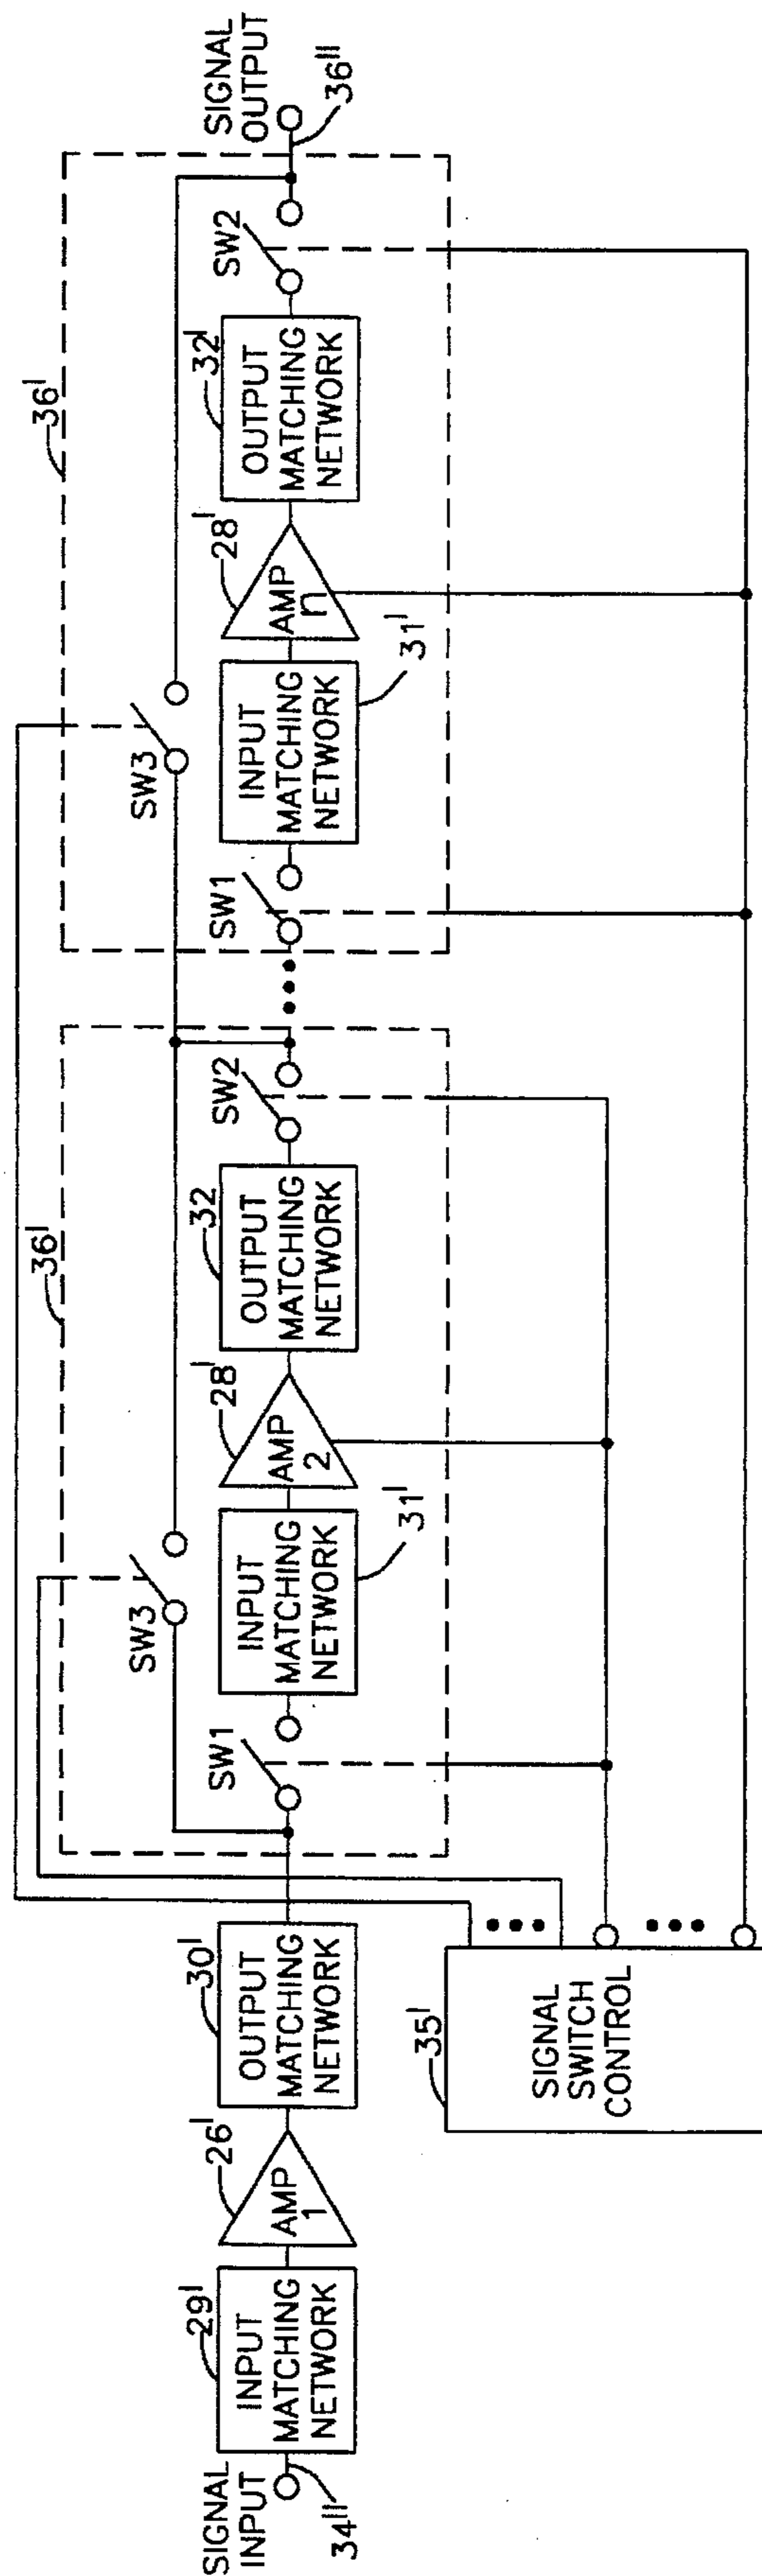 SIGNAL
INPUT
34"
29'
INPUT
MATCHING
NETWORK
26'
AMP
1
30'
OUTPUT
MATCHING
NETWORK
35'
SIGNAL
SWITCH
CONTROL
36'
SW3
SW1
INPUT
MATCHING
NETWORK
31'
28'
AMP
2
32
OUTPUT
MATCHING
NETWORK
SW2
36'
SW3
SW1
INPUT
MATCHING
NETWORK
31'
28'
AMP
n
32'
OUTPUT
MATCHING
NETWORK
SW2
SIGNAL
OUTPUT
36"